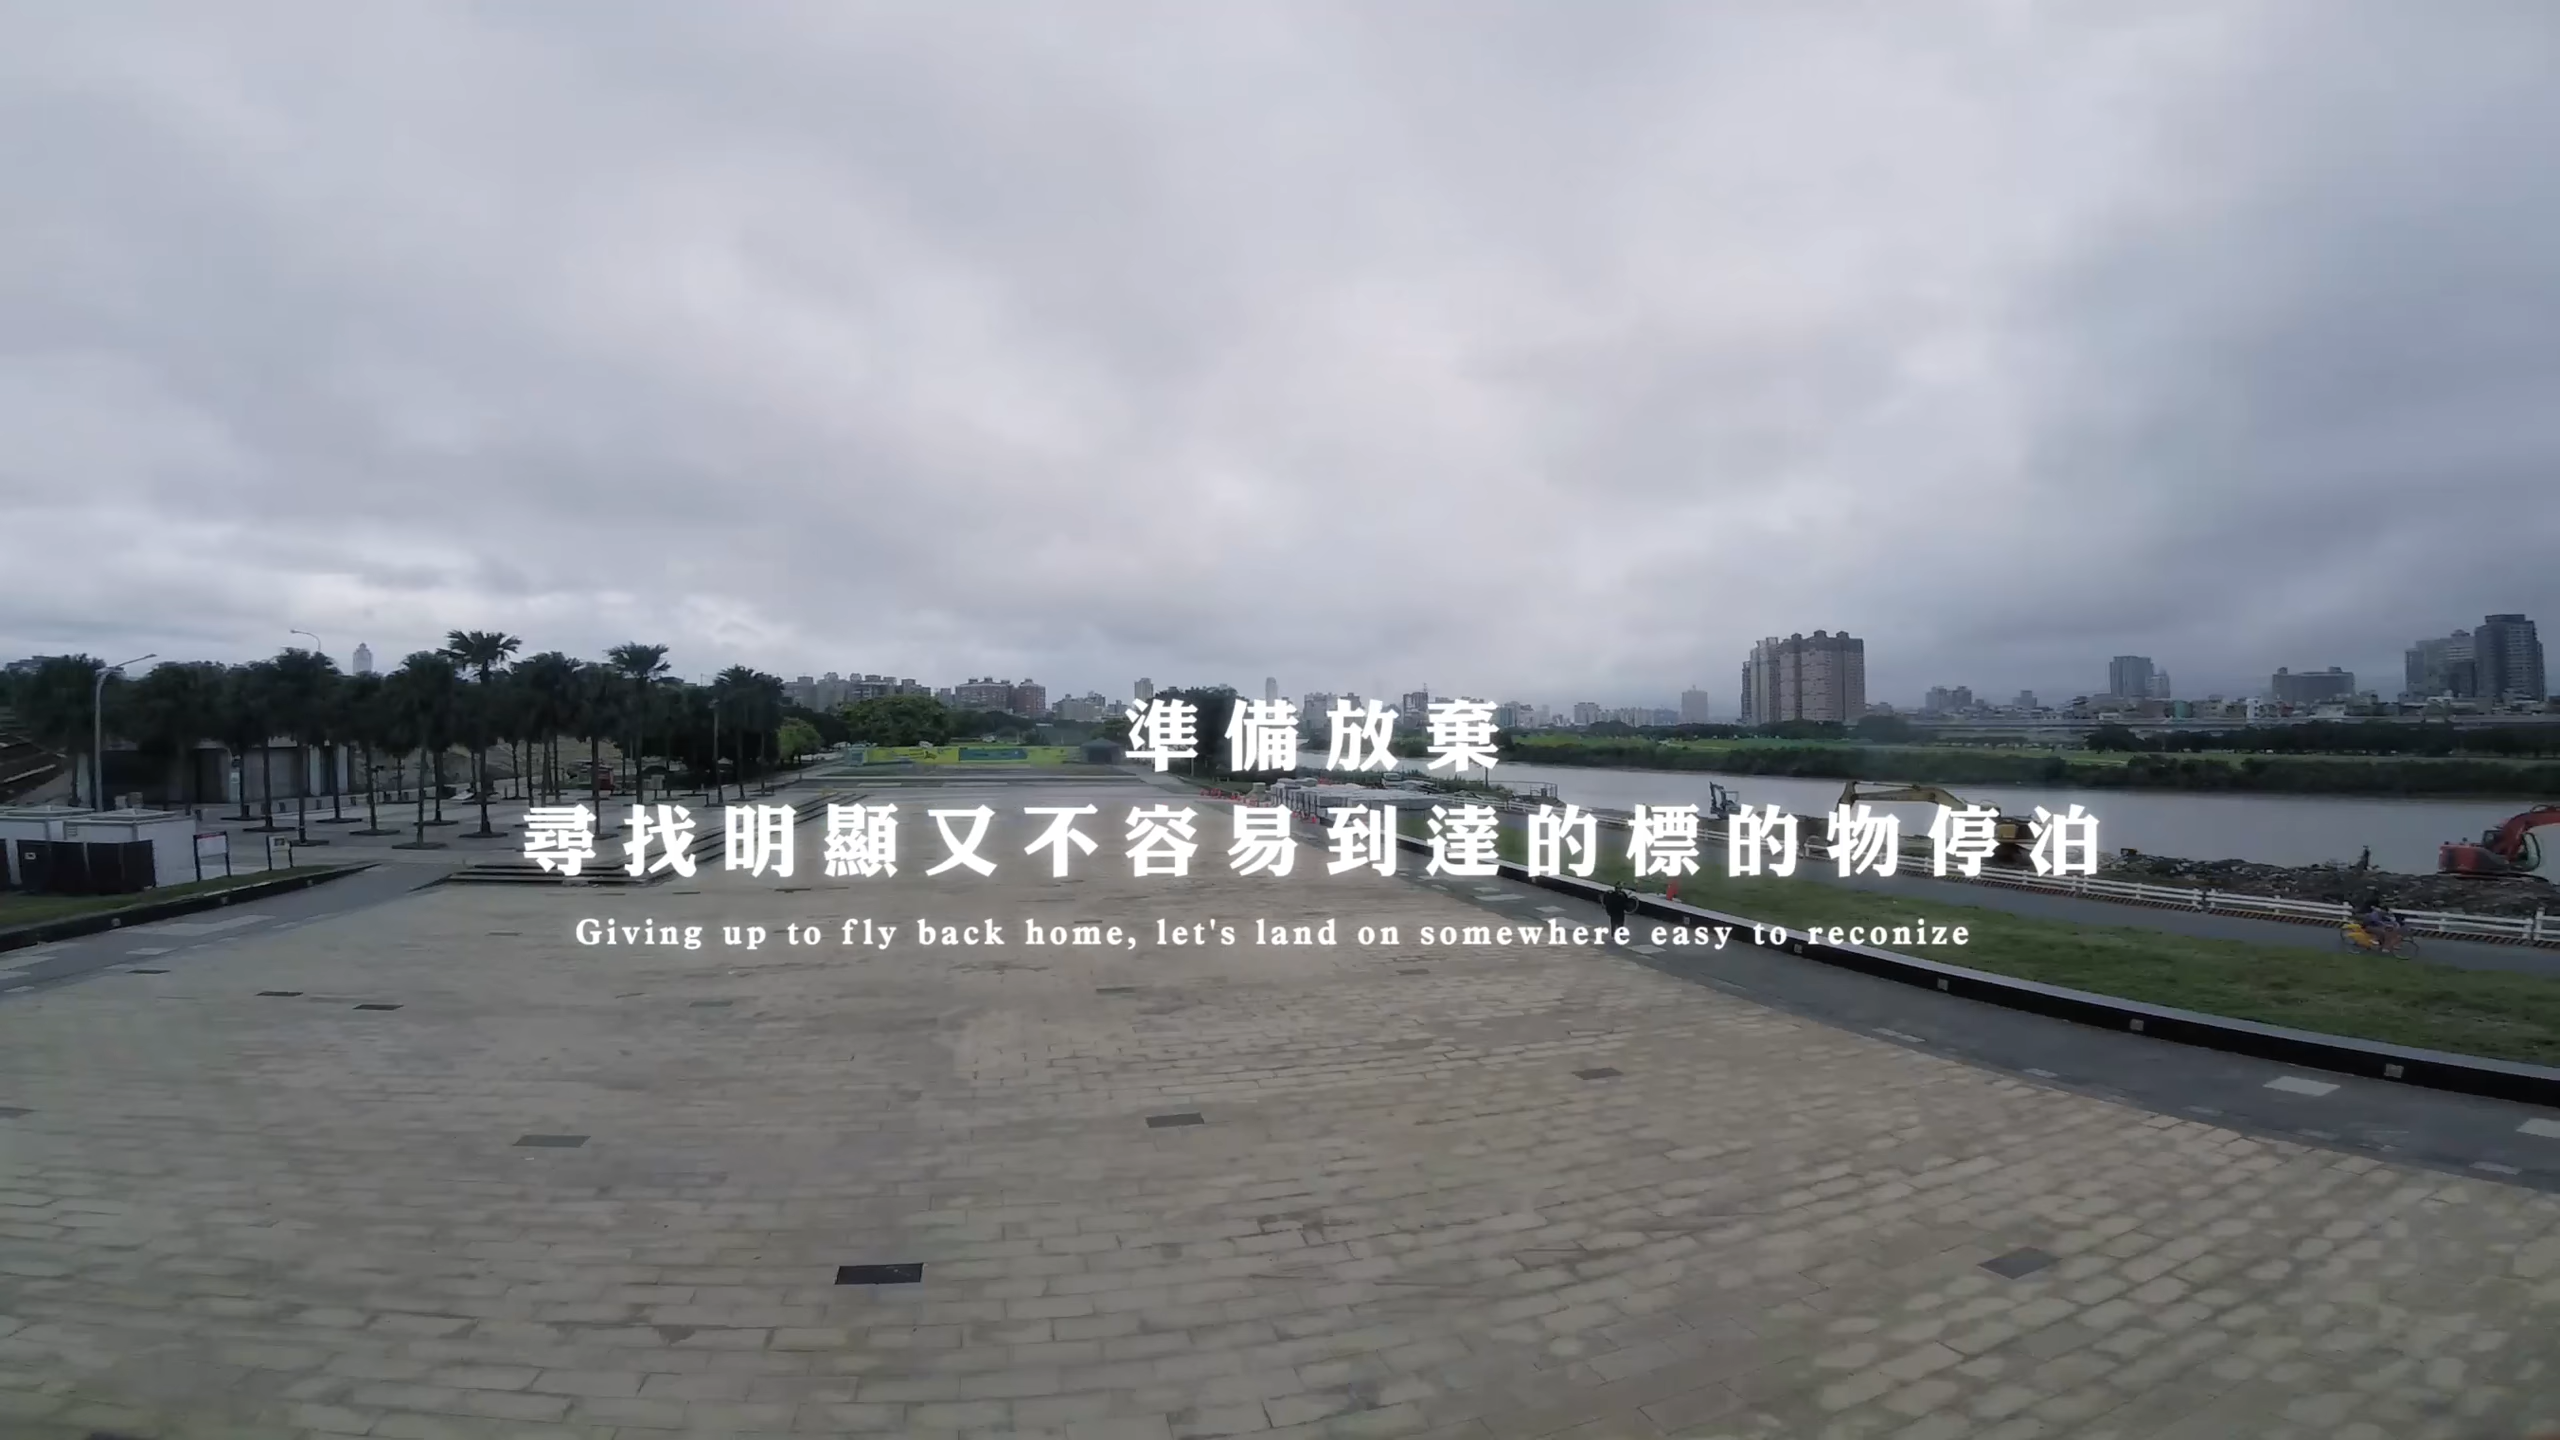 準備放棄
尋找明顯又不容易到達的標的物停泊
Giving up to fly back home, let's land on somewhere easy to reconize